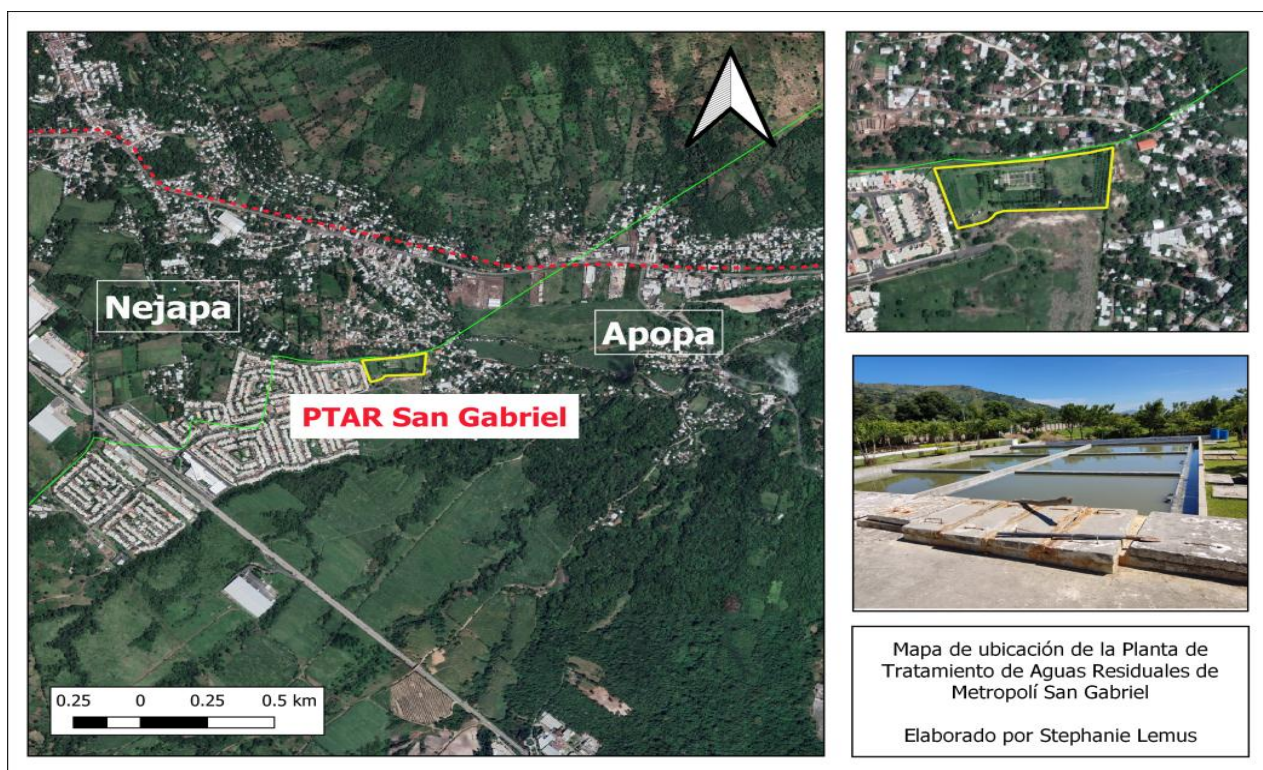 Nejapa
Apopa
PTAR San Gabriel
0.25 0 0.25 0.5 km
Mapa de ubicación de la Planta de
Tratamiento de Aguas Residuales de
Metropolí San Gabriel
Elaborado por Stephanie Lemus